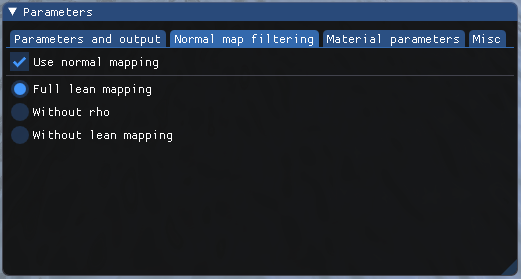 Parameters
Parameters and output Normal map filtering Material parameters Misc
Use normal mapping
Full lean mapping
Without rho
Without lean mapping